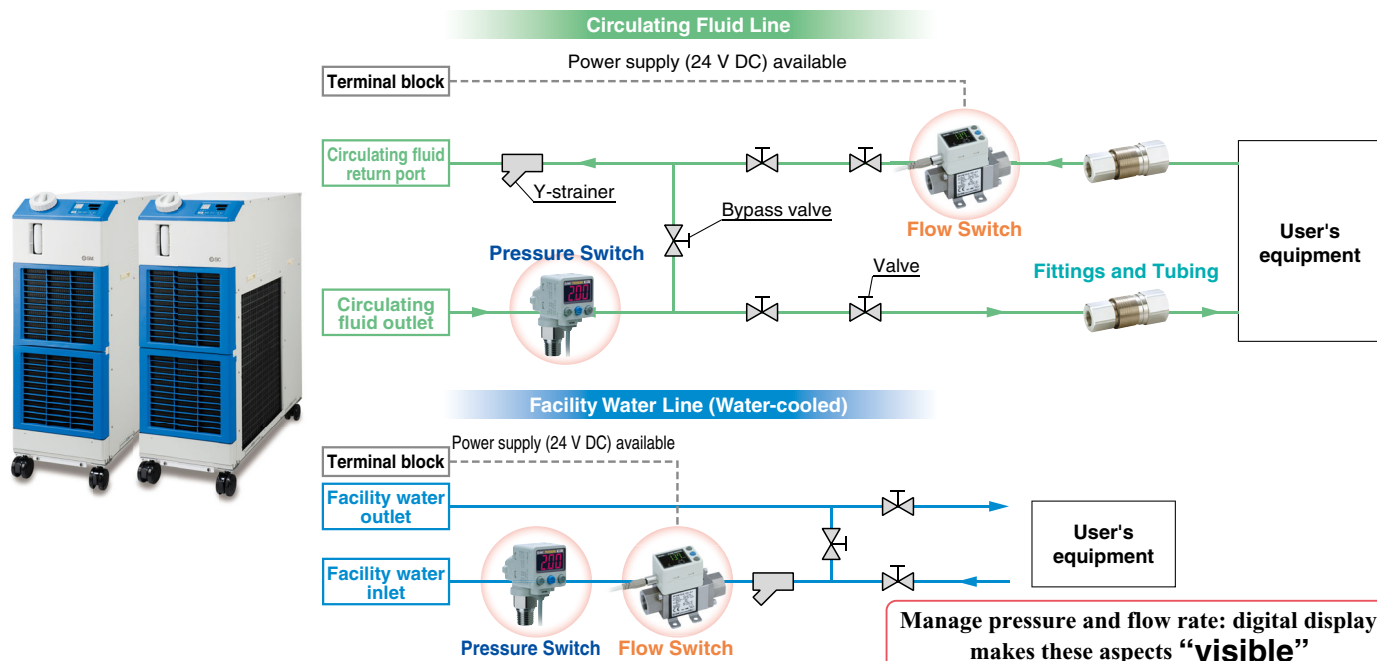 Circulating Fluid Line
Power supply (24 V DC) available
Terminal block
Circulating fluid
return port
Y-strainer
Bypass valve
Flow Switch
Pressure Switch
Valve
Fittings and Tubing
User's
equipment
Circulating
fluid outlet
Facility Water Line (Water-cooled)
Power supply (24 V DC) available
Terminal block
Facility water
outlet
User's
equipment
Facility water
inlet
Pressure Switch
Flow Switch
Manage pressure and flow rate: digital display
makes these aspects “visible”